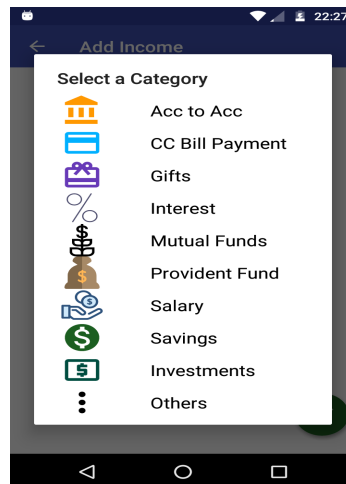 22:27
Add Income
Select a Category
Acc to Acc
CC Bill Payment
Gifts
Interest
Mutual Funds
Provident Fund
Salary
Savings
Investments
Others